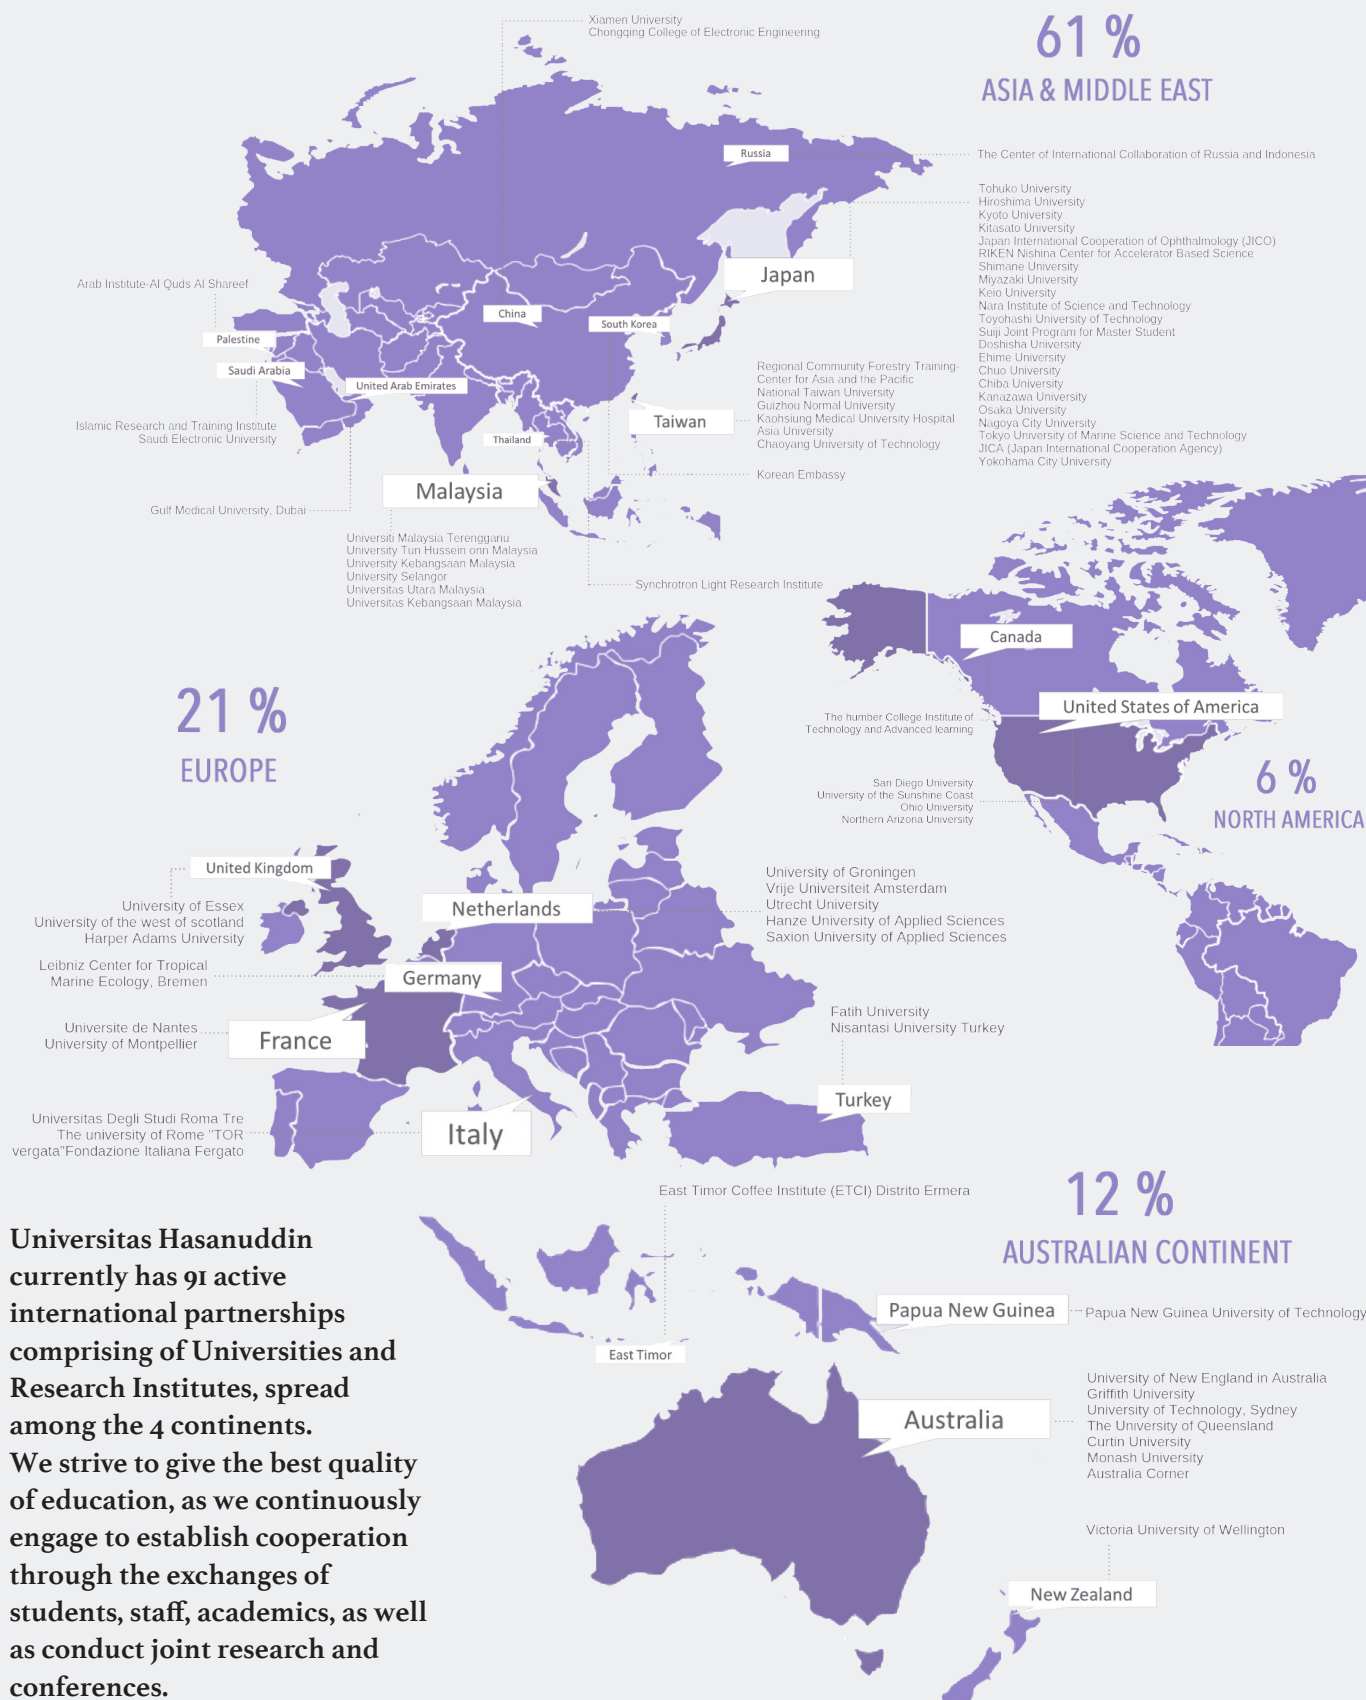 Xiamen University
Chongqing College of Electronic Engineering
61 %
ASIA & MIDDLE EAST
Russia
The Center of International Collaboration of Russia and Indonesia
Tohuko University
Hiroshima University
Kyoto University
Kitasato University
Japan International Cooperation of Ophthalmology (JICO)
RIKEN Nishina Center for Accelerator Based Science
Shimane University
Miyazaki University
Keio University
Nara Institute of Science and Technology
Toyohashi University of Technology
Suiji Joint Program for Master Student
Doshisha University
Ehime University
Chuo University
Chiba University
Kanazawa University
Osaka University
Nagoya City University
Tokyo University of Marine Science and Technology
JICA (Japan International Cooperation Agency)
Yokohama City University
Japan
Arab Institute-Al Quds Al Shareef
China
South Korea
Palestine
Saudi Arabia
United Arab Emirates
Regional Community Forestry Training-
Center for Asia and the Pacific
National Taiwan University
Guizhou Normal University
Kaohsiung Medical University Hospital
Asia University
Chaoyang University of Technology
Taiwan
Islamic Research and Training Institute
Saudi Electronic University
Thailand
Korean Embassy
Malaysia
Gulf Medical University, Dubai
Universiti Malaysia Terengganu
University Tun Hussein onn Malaysia
University Kebangsaan Malaysia
University Selangor
Universitas Utara Malaysia
Universitas Kebangsaan Malaysia
Synchrotron Light Research Institute
Canada
United States of America
The humber College Institute of
Technology and Advanced learning
San Diego University
University of the Sunshine Coast
Ohio University
Northern Arizona University
6 %
NORTH AMERICA
21 %
EUROPE
United Kingdom
University of Essex
University of the west of scotland
Harper Adams University
Netherlands
University of Groningen
Vrije Universiteit Amsterdam
Utrecht University
Hanze University of Applied Sciences
Saxion University of Applied Sciences
Leibniz Center for Tropical
Marine Ecology, Bremen
Germany
Universite de Nantes
University of Montpellier
France
Fatih University
Nisantasi University Turkey
Turkey
Universitas Degli Studi Roma Tre
The university of Rome "TOR
vergata"Fondazione Italiana Fergato
Italy
East Timor Coffee Institute (ETCI) Distrito Ermera
12 %
AUSTRALIAN CONTINENT
Papua New Guinea
Papua New Guinea University of Technology
East Timor
Australia
University of New England in Australia
Griffith University
University of Technology, Sydney
The University of Queensland
Curtin University
Monash University
Australia Corner
Victoria University of Wellington
New Zealand
Universitas Hasanuddin
currently has 91 active
international partnerships
comprising of Universities and
Research Institutes, spread
among the 4 continents.
We strive to give the best quality
of education, as we continuously
engage to establish cooperation
through the exchanges of
students, staff, academics, as well
as conduct joint research and
conferences.